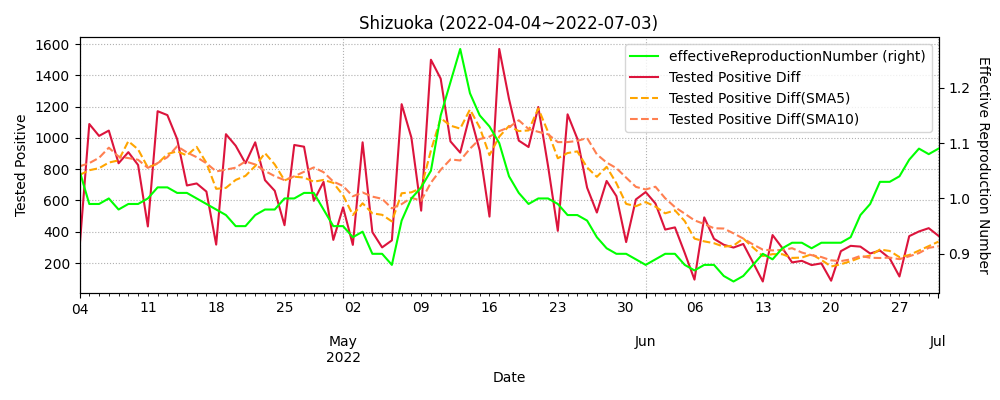 Shizuoka (2022-04-04~2022-07-03)
effectiveReproductionNumber (right)
Tested Positive Diff
Tested Positive Diff(SMA5)
Tested Positive Diff(SMA10)
Tested Positive
1600
1400
1200
1000
800
600
400
200
Effective Reproduction Number
1.2
1.1
1.0
0.9
04 11 18 25 02 09 16 23 30 06 13 20 27
May Jun Jul
2022
Date